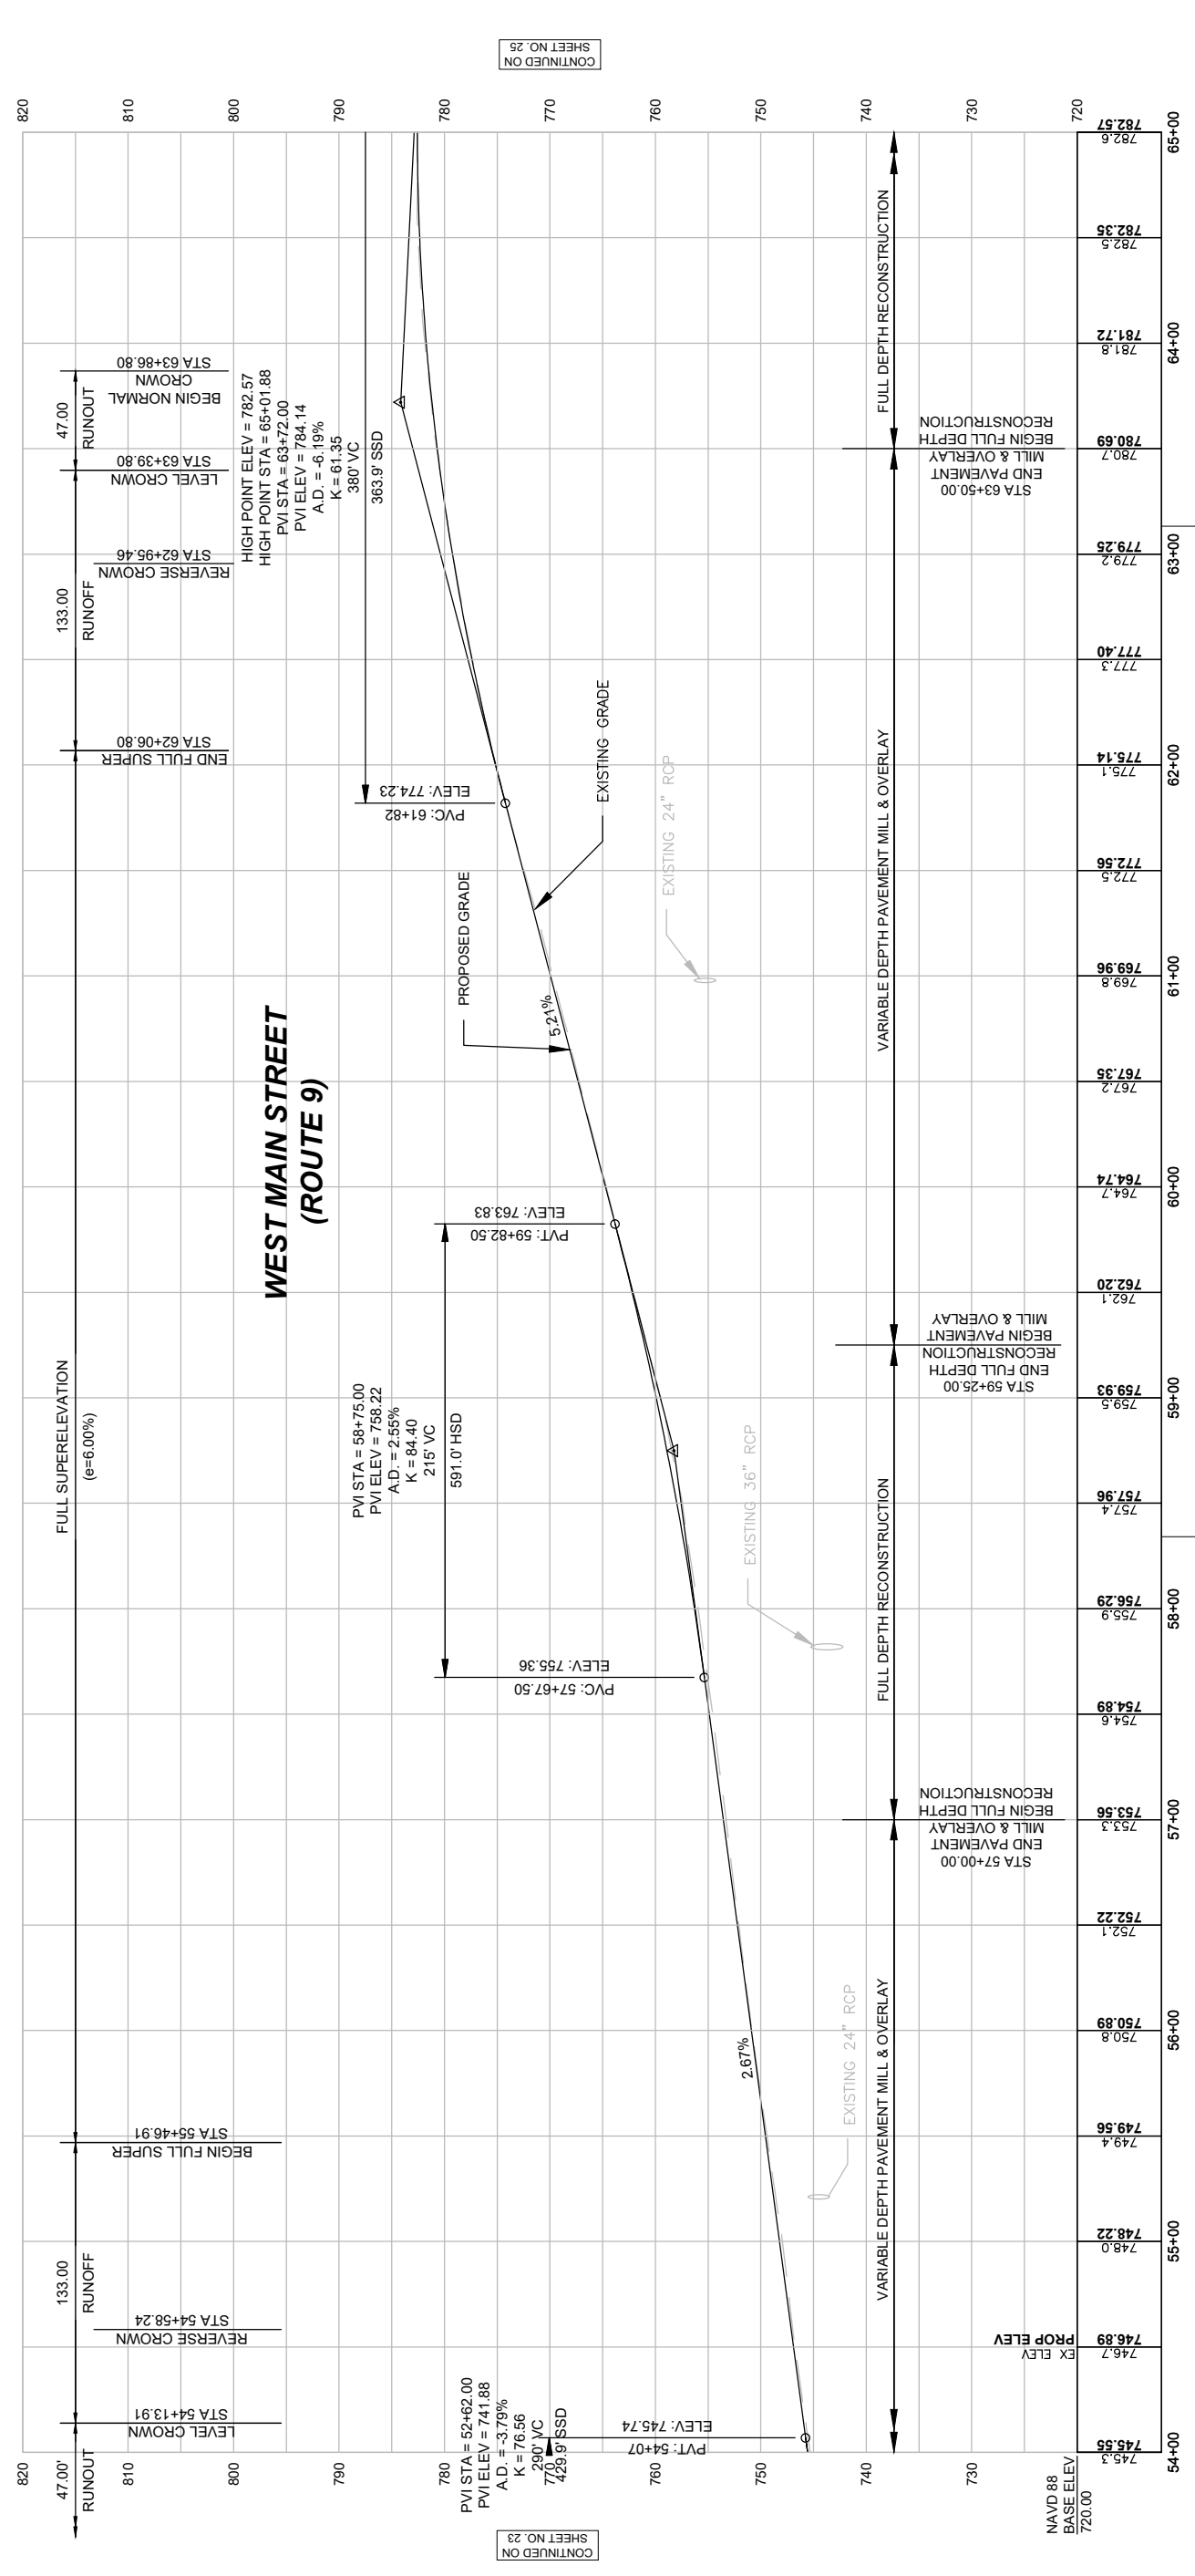 WEST MAIN STREET
(ROUTE 9)
CONTINUED ON
SHEET NO. 23
CONTINUED ON
SHEET NO. 25
820
810
800
790
780
770
760
750
740
730
NAVD 88
BASE ELEV
720.00
820
810
800
790
780
770
760
750
740
730
720
47.00'
RUNOUT
LEVEL CROWN
STA 54+13.91
133.00
RUNOFF
REVERSE CROWN
STA 54+58.24
BEGIN FULL SUPER
STA 55+46.91
FULL SUPERELEVATION
(e=6.00%)
END FULL SUPER
STA 62+06.80
133.00
RUNOFF
REVERSE CROWN
STA 62+95.46
LEVEL CROWN
STA 63+39.80
47.00
RUNOUT
BEGIN NORMAL
CROWN
STA 63+86.80
PVI STA = 52+62.00
PVI ELEV = 741.88
A.D. = -3.79%
K = 76.56
290' VC
429.9' SSD
PVT: 54+07
ELEV: 745.74
2.67%
PVI STA = 58+75.00
PVI ELEV = 758.22
A.D. = 2.55%
K = 84.40
215' VC
591.0' HSD
PVC: 57+67.50
ELEV: 755.36
PVT: 59+82.50
ELEV: 763.83
5.21%
PROPOSED GRADE
EXISTING GRADE
PVC: 61+82
ELEV: 774.23
HIGH POINT ELEV = 782.57
HIGH POINT STA = 65+01.88
PVI STA = 63+72.00
PVI ELEV = 784.14
A.D. = -6.19%
K = 61.35
380' VC
363.9' SSD
EXISTING 24" RCP
EXISTING 36" RCP
EXISTING 24" RCP
VARIABLE DEPTH PAVEMENT MILL & OVERLAY
STA 57+00.00
END PAVEMENT
MILL & OVERLAY
BEGIN FULL DEPTH
RECONSTRUCTION
FULL DEPTH RECONSTRUCTION
STA 59+25.00
END FULL DEPTH
RECONSTRUCTION
BEGIN PAVEMENT
MILL & OVERLAY
VARIABLE DEPTH PAVEMENT MILL & OVERLAY
STA 63+50.00
END PAVEMENT
MILL & OVERLAY
BEGIN FULL DEPTH
RECONSTRUCTION
FULL DEPTH RECONSTRUCTION
EX ELEV
PROP ELEV
745.3
745.55
746.7
746.89
748.0
748.22
749.4
749.56
750.8
750.89
752.1
752.22
753.3
753.56
754.6
754.89
755.9
756.29
757.4
757.96
759.5
759.93
762.1
762.20
764.7
764.74
767.2
767.35
769.8
769.96
772.5
772.56
775.1
775.14
777.3
777.40
779.2
779.25
780.7
780.69
781.8
781.72
782.5
782.35
782.6
782.57
54+00
55+00
56+00
57+00
58+00
59+00
60+00
61+00
62+00
63+00
64+00
65+00